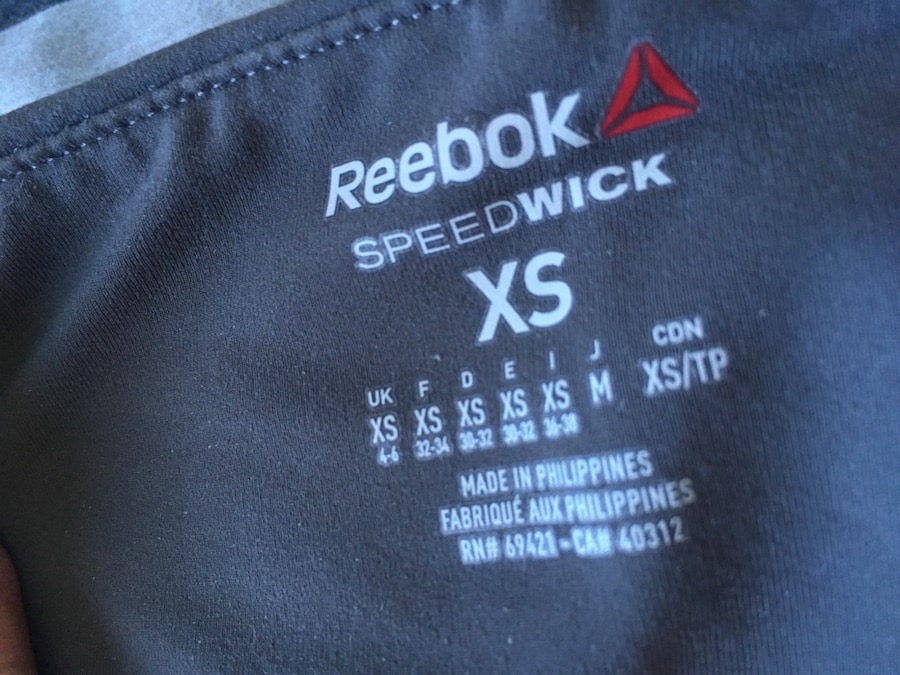 Reebok
SPEEDWICK
XS
UK F D E I J CDN
XS XS XS XS XS M XS/TP
4-6 32-34 30-32 30-32 36-38
MADE IN PHILIPPINES
FABRIQUÉ AUX PHILIPPINES
RN# 69421 - CA# 40312